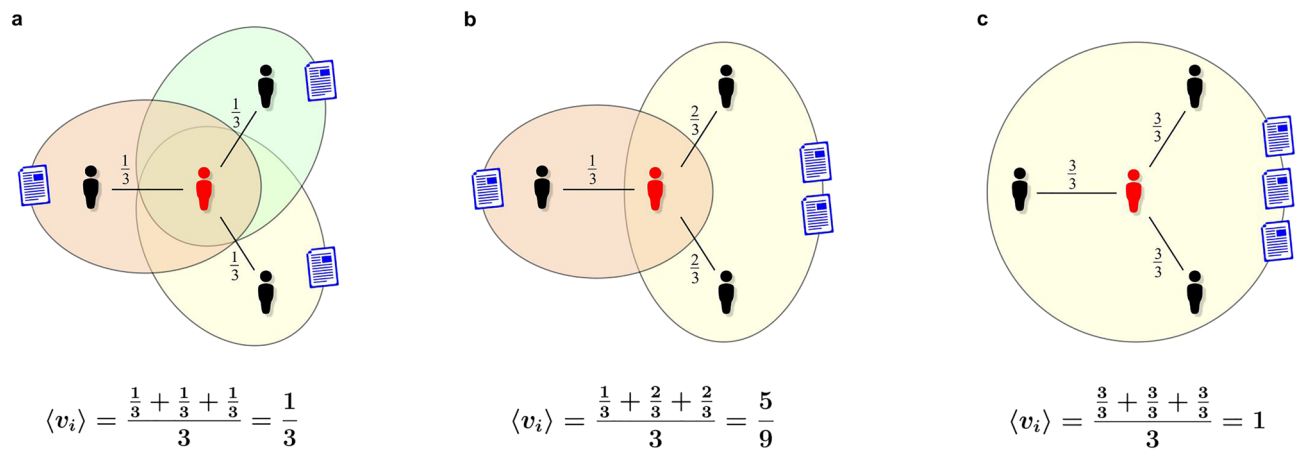 a
b
c
1/3
1/3
1/3
1/3
2/3
2/3
3/3
3/3
3/3
⟨v_i⟩ = (1/3 + 1/3 + 1/3)/3 = 1/3
⟨v_i⟩ = (1/3 + 2/3 + 2/3)/3 = 5/9
⟨v_i⟩ = (3/3 + 3/3 + 3/3)/3 = 1